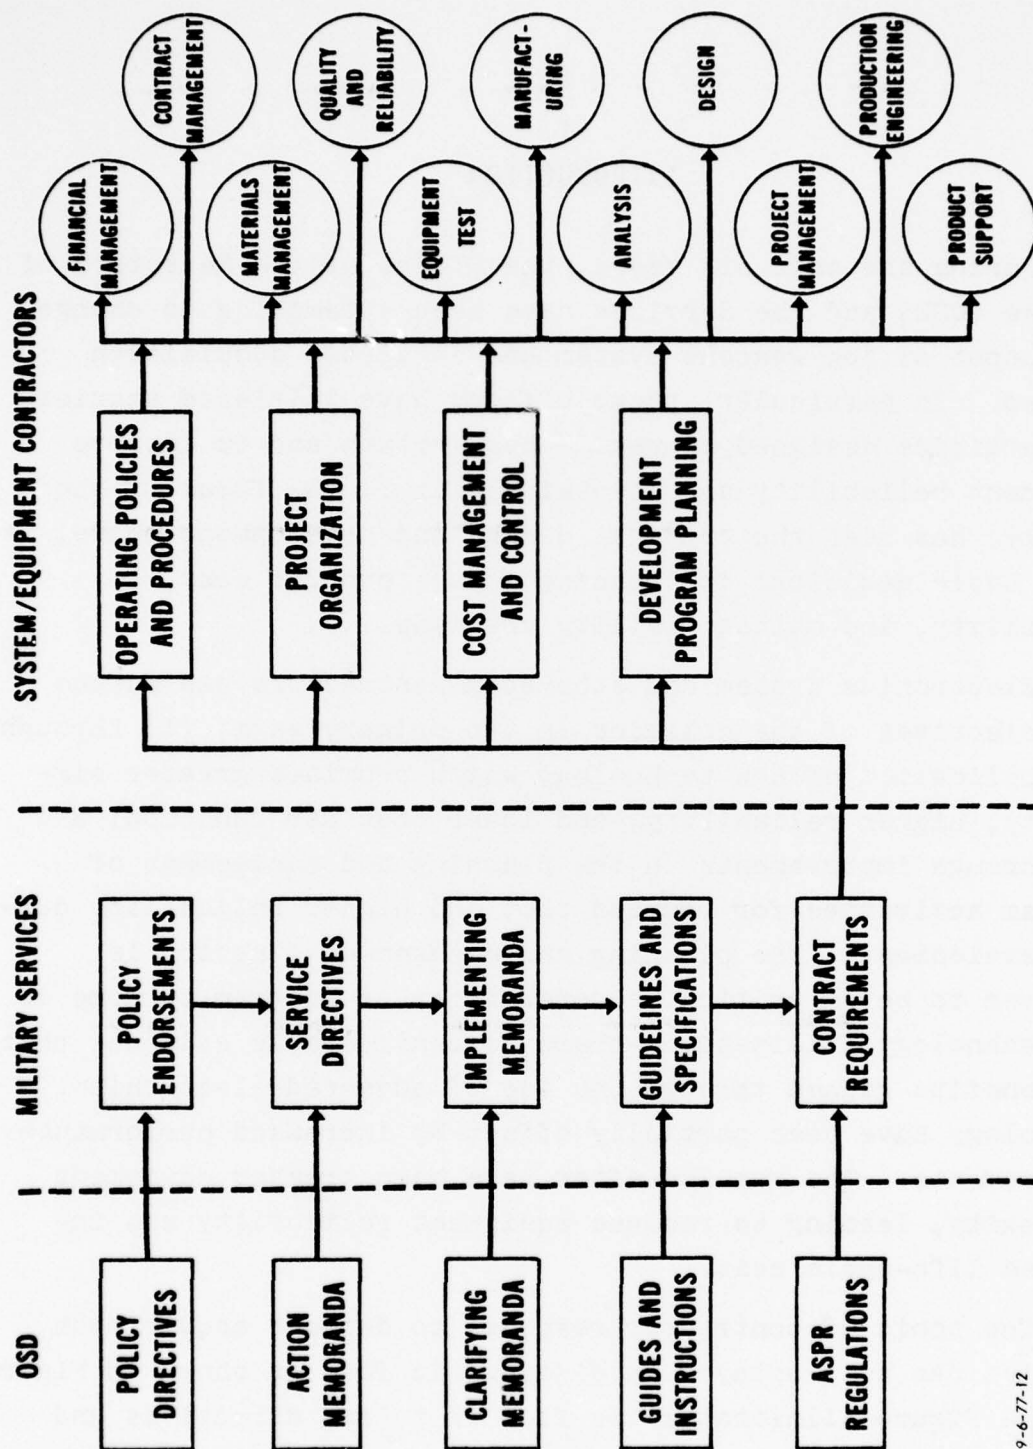 OSD
MILITARY SERVICES
SYSTEM/EQUIPMENT CONTRACTORS
POLICY
DIRECTIVES
ACTION
MEMORANDA
CLARIFYING
MEMORANDA
GUIDES AND
INSTRUCTIONS
ASPR
REGULATIONS
POLICY
ENDORSEMENTS
SERVICE
DIRECTIVES
IMPLEMENTING
MEMORANDA
GUIDELINES AND
SPECIFICATIONS
CONTRACT
REQUIREMENTS
OPERATING POLICIES
AND PROCEDURES
PROJECT
ORGANIZATION
COST MANAGEMENT
AND CONTROL
DEVELOPMENT
PROGRAM PLANNING
FINANCIAL
MANAGEMENT
CONTRACT
MANAGEMENT
MATERIALS
MANAGEMENT
QUALITY
AND
RELIABILITY
EQUIPMENT
TEST
MANUFACT-
URING
ANALYSIS
DESIGN
PROJECT
MANAGEMENT
PRODUCTION
ENGINEERING
PRODUCT
SUPPORT
9-6-77-12